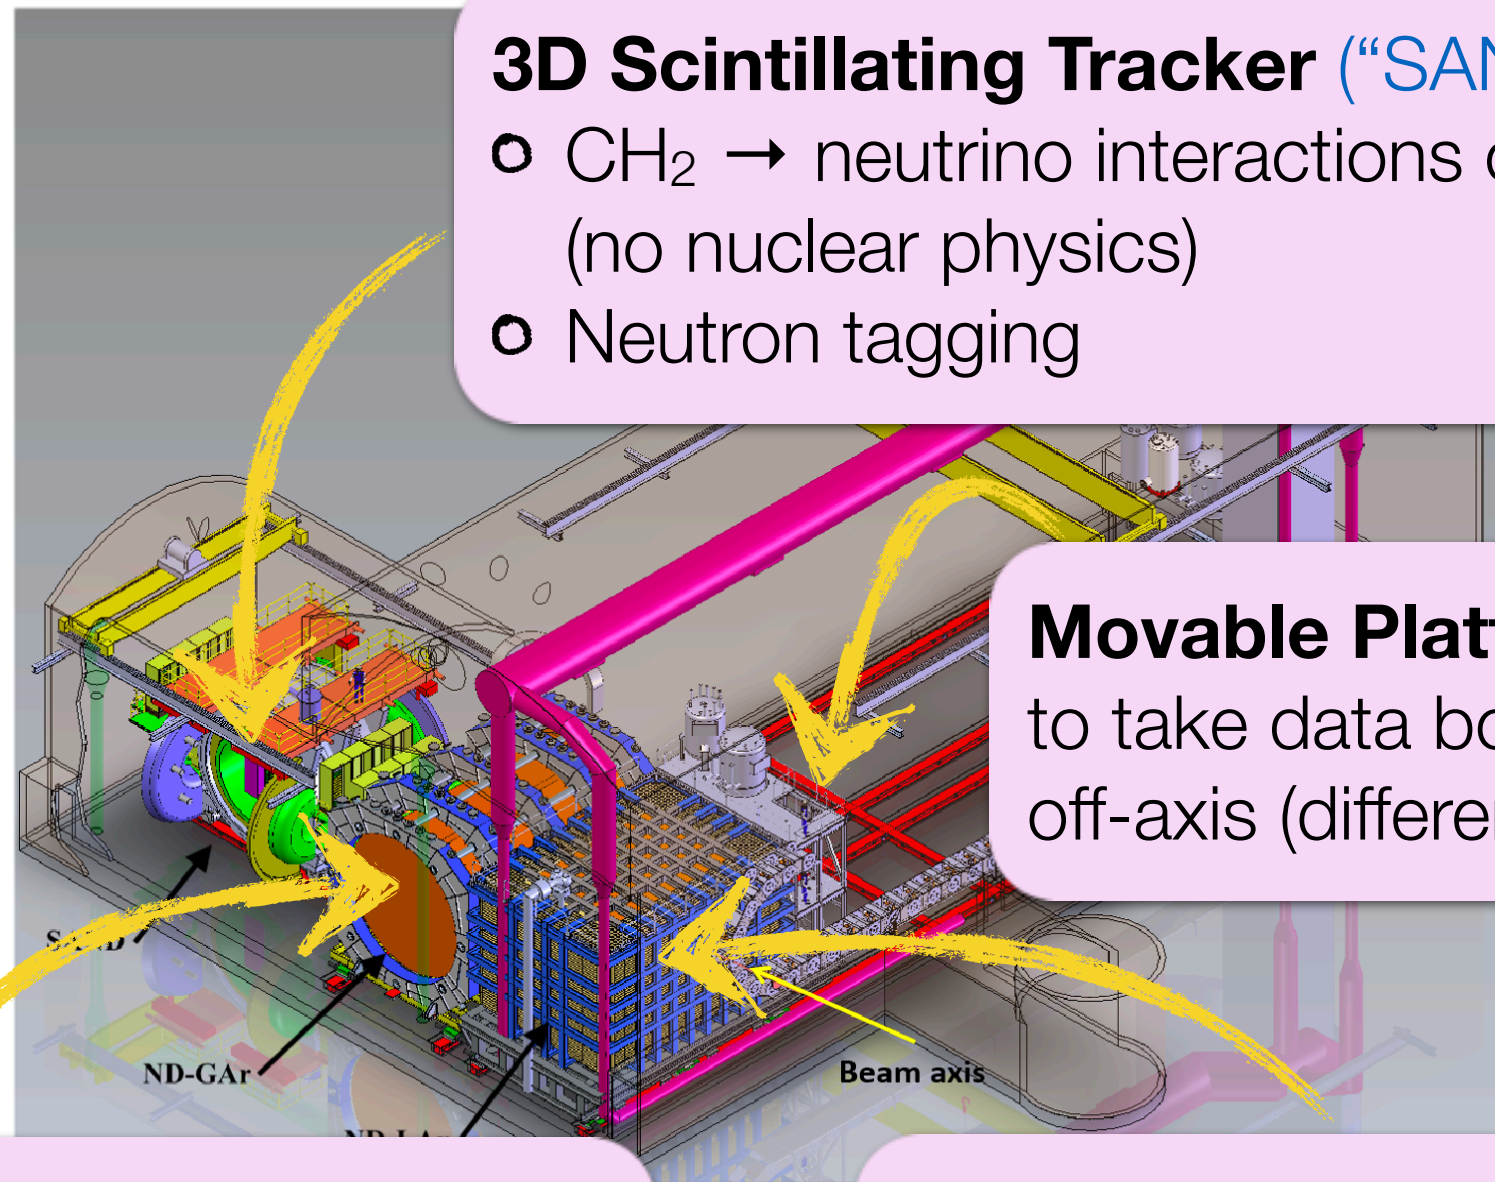 3D Scintillating Tracker (“SAN
CH₂ → neutrino interactions
(no nuclear physics)
Neutron tagging
Movable Plat
to take data bo
off-axis (differe
ND-GAr
Beam axis